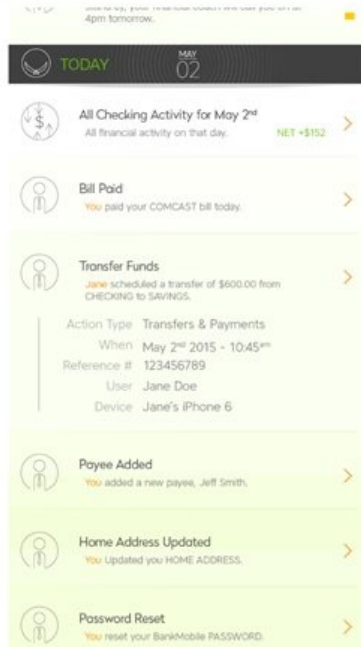 4pm tomorrow.
TODAY
MAY
02
All Checking Activity for May 2nd
All financial activity on that day. NET +$152
Bill Paid
You paid your COMCAST bill today.
Transfer Funds
Jane scheduled a transfer of $600.00 from
CHECKING to SAVINGS.
Action Type Transfers & Payments
When May 2nd 2015 - 10:45am
Reference # 123456789
User Jane Doe
Device Jane's iPhone 6
Payee Added
You added a new payee, Jeff Smith.
Home Address Updated
You Updated you HOME ADDRESS.
Password Reset
You reset your BankMobile PASSWORD.